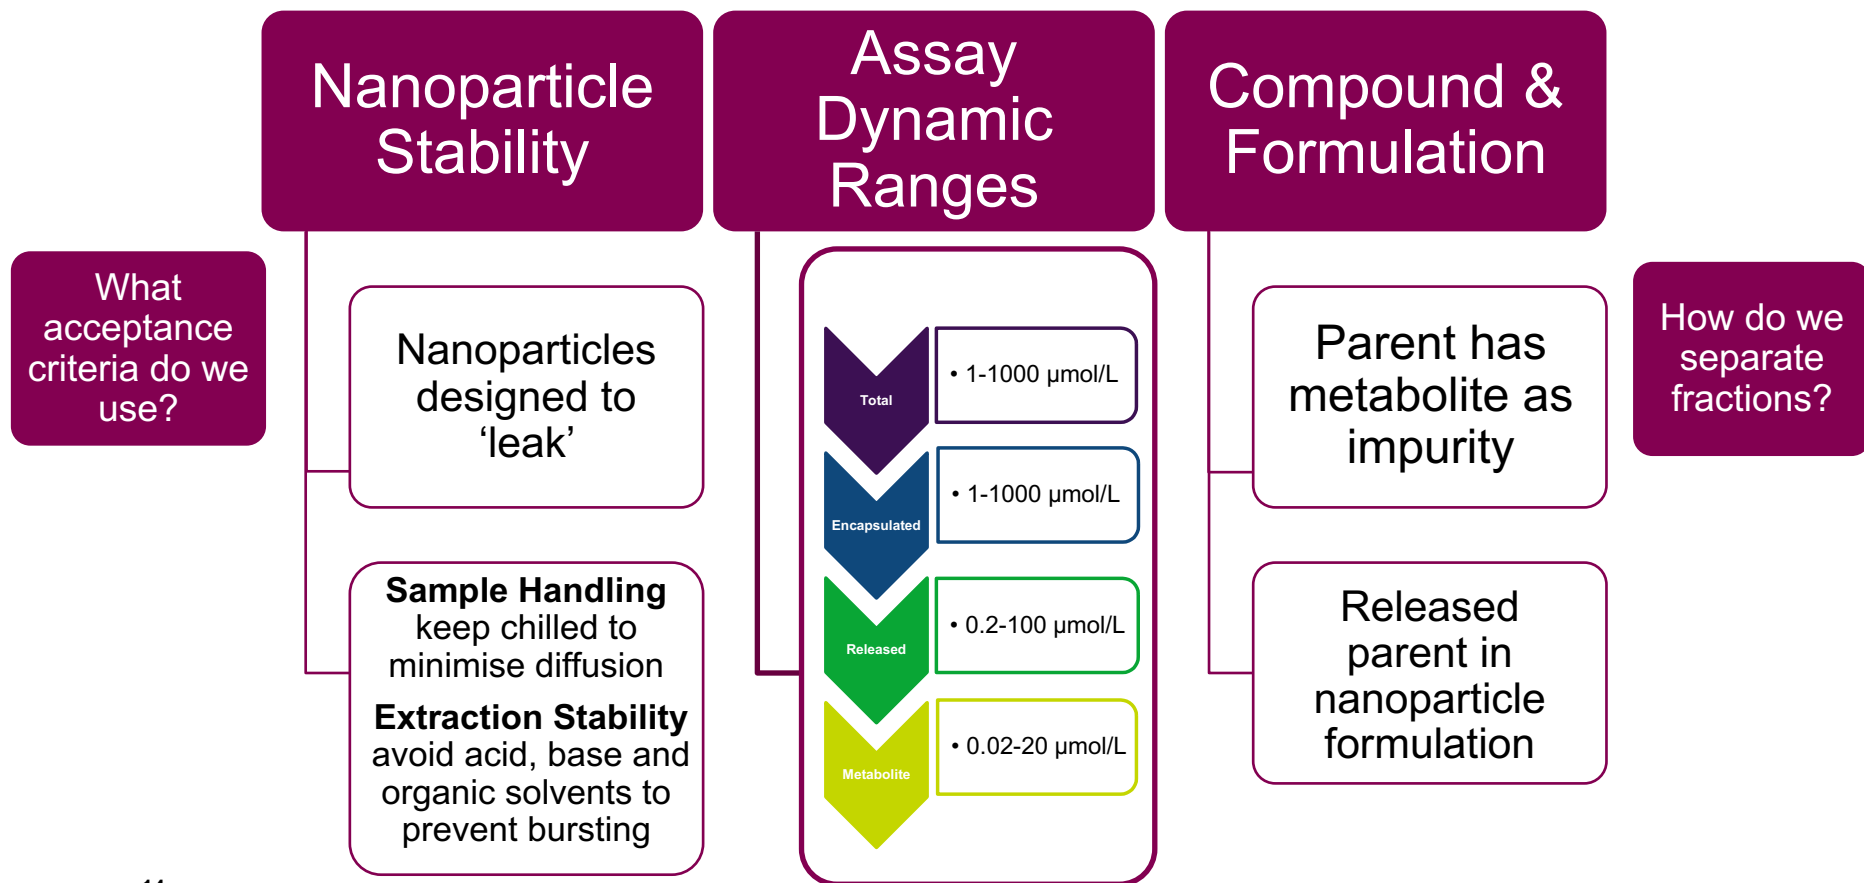 Nanoparticle
Stability
Assay
Dynamic
Ranges
Compound &
Formulation
What
acceptance
criteria do we
use?
Nanoparticles
designed to
‘leak’
Sample Handling
keep chilled to
minimise diffusion
Extraction Stability
avoid acid, base and
organic solvents to
prevent bursting
Total
• 1-1000 µmol/L
Encapsulated
• 1-1000 µmol/L
Released
• 0.2-100 µmol/L
Metabolite
• 0.02-20 µmol/L
Parent has
metabolite as
impurity
Released
parent in
nanoparticle
formulation
How do we
separate
fractions?